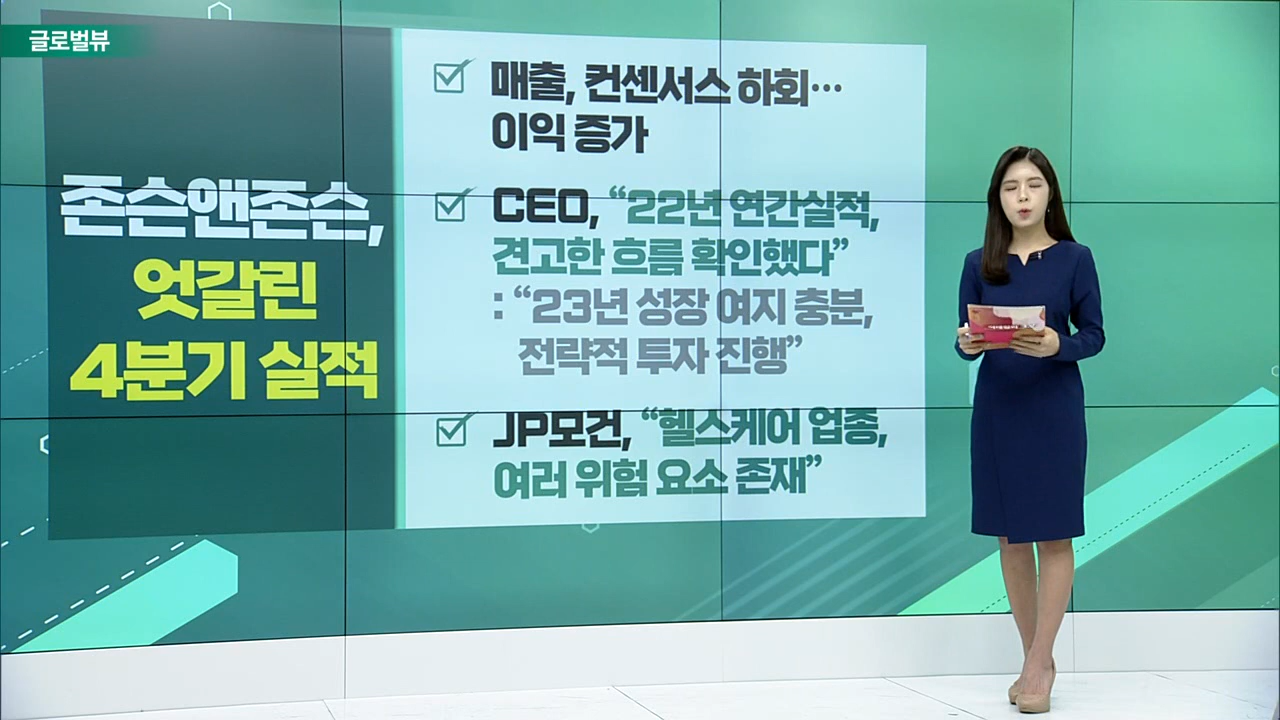 글로벌뷰
존슨앤존슨,
엇갈린
4분기 실적
매출, 컨센서스 하회…
이익 증가
CEO, “22년 연간실적,
견고한 흐름 확인했다”
: “23년 성장 여지 충분,
전략적 투자 진행”
JP모건, “헬스케어 업종,
여러 위험 요소 존재”